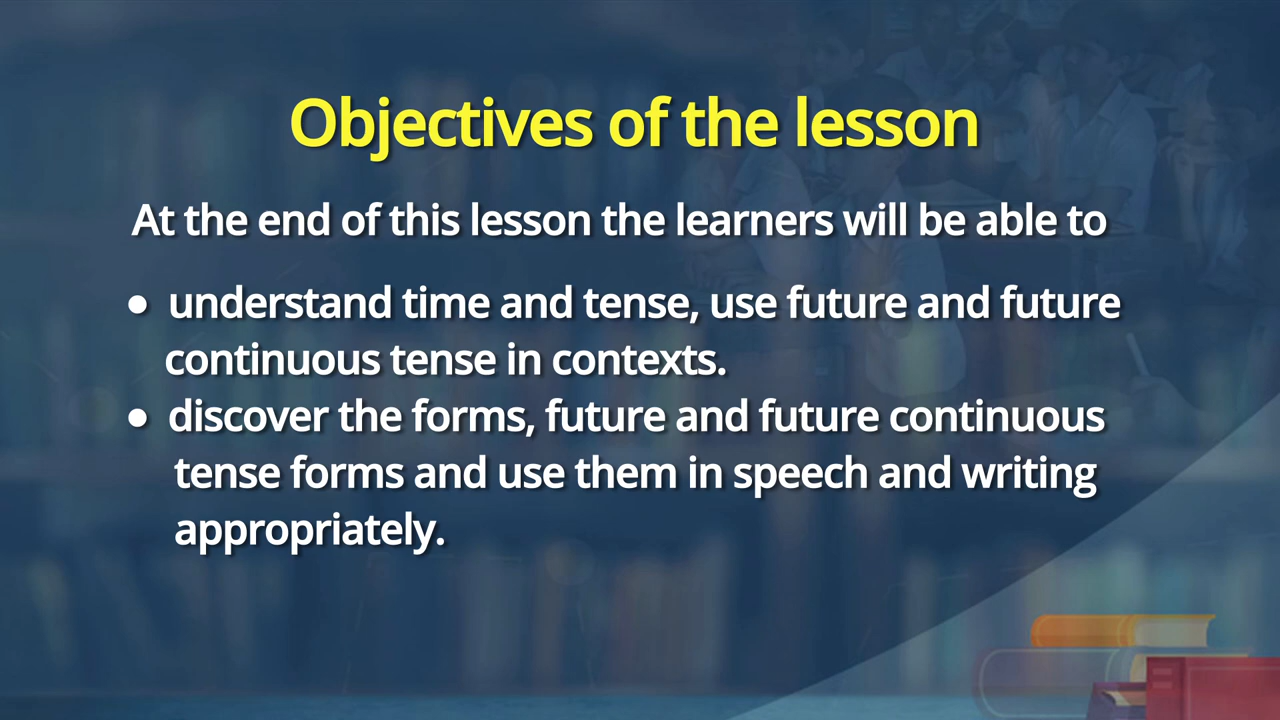 Objectives of the lesson
At the end of this lesson the learners will be able to
● understand time and tense, use future and future
continuous tense in contexts.
● discover the forms, future and future continuous
tense forms and use them in speech and writing
appropriately.